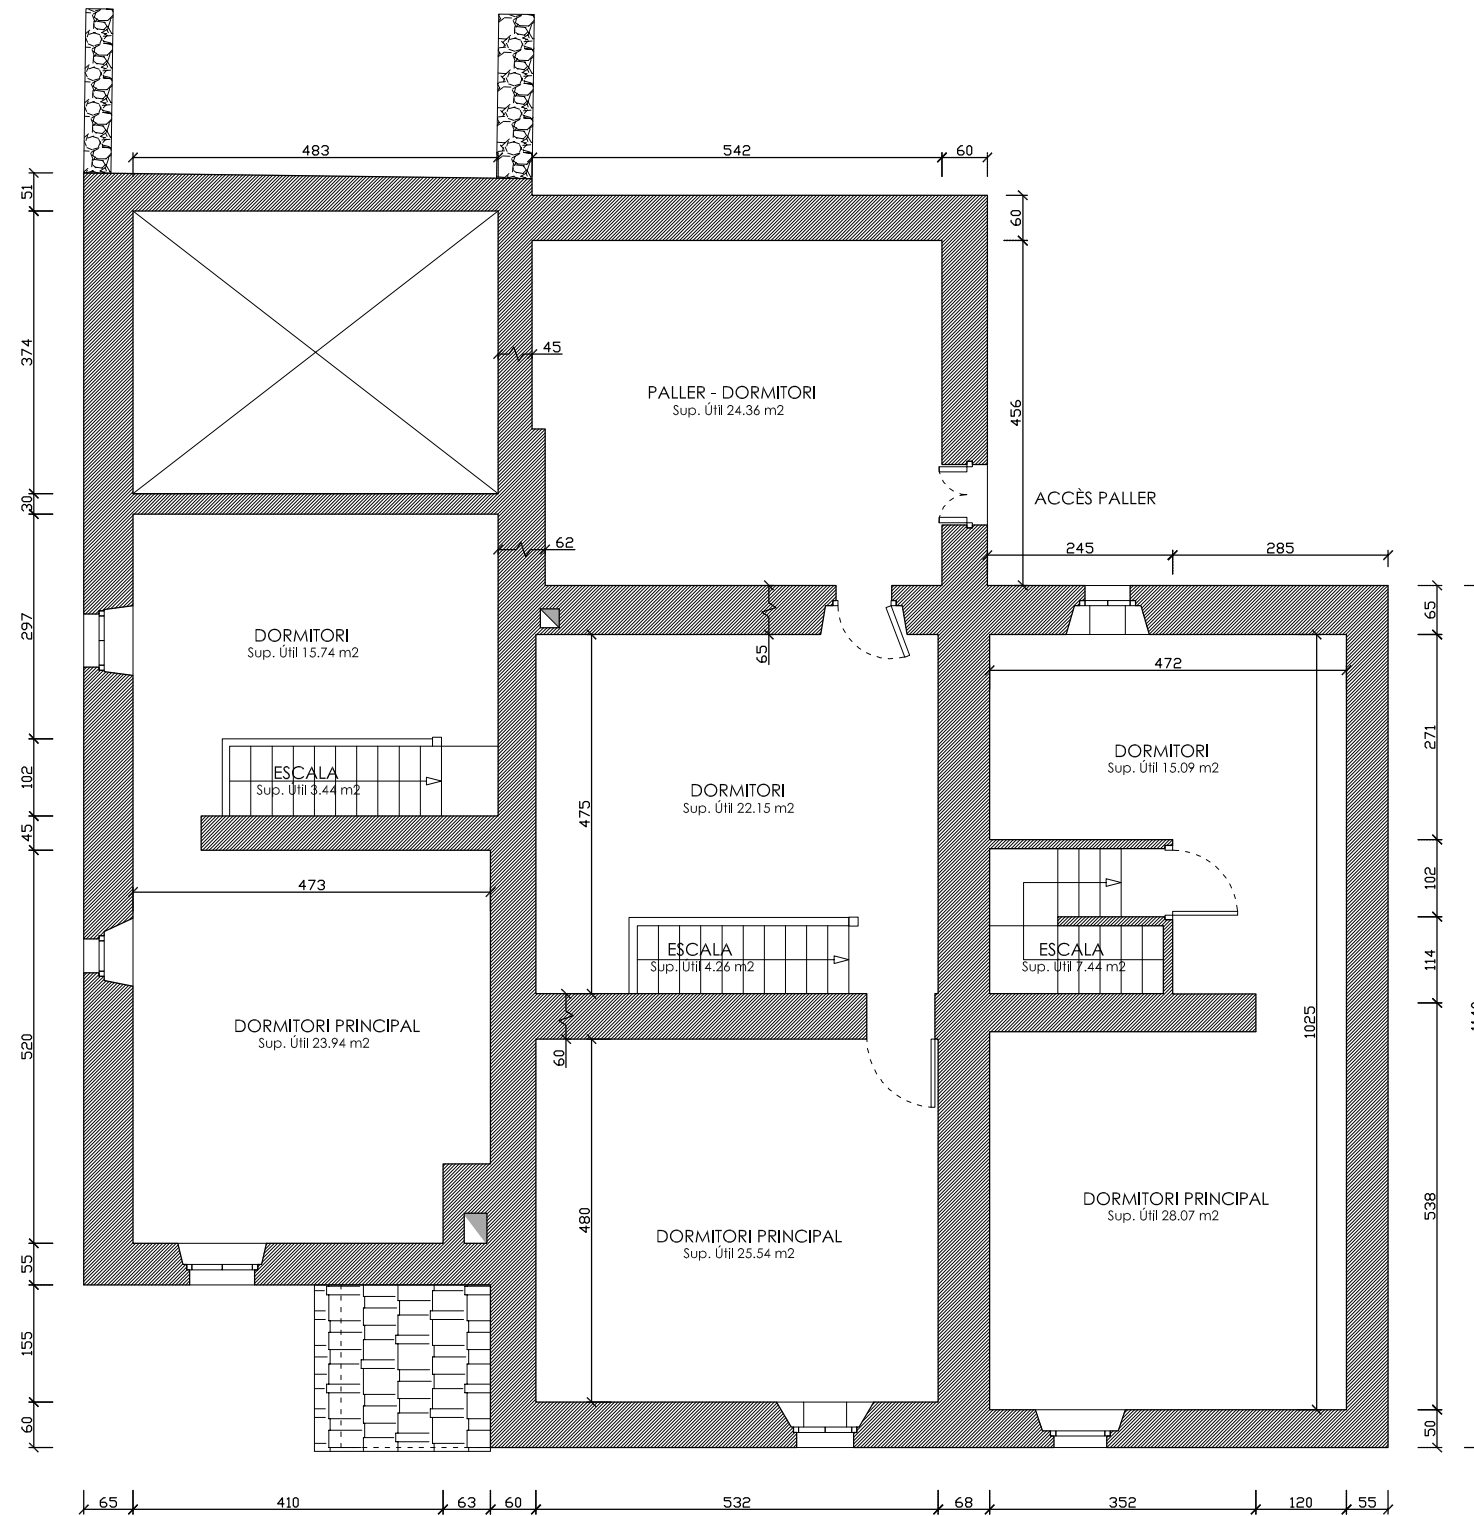 483
542
60
51
60
374
45
PALLER - DORMITORI
Sup. Útil 24.36 m2
456
30
ACCÈS PALLER
62
245
285
297
DORMITORI
Sup. Útil 15.74 m2
65
65
472
271
102
ESCALA
Sup. Útil 3.44 m2
DORMITORI
Sup. Útil 22.15 m2
DORMITORI
Sup. Útil 15.09 m2
475
45
473
102
ESCALA
Sup. Útil 4.26 m2
ESCALA
Sup. Útil 7.44 m2
114
520
DORMITORI PRINCIPAL
Sup. Útil 23.94 m2
60
1025
480
DORMITORI PRINCIPAL
Sup. Útil 25.54 m2
DORMITORI PRINCIPAL
Sup. Útil 28.07 m2
538
55
155
60
50
65
410
63
60
532
68
352
120
55